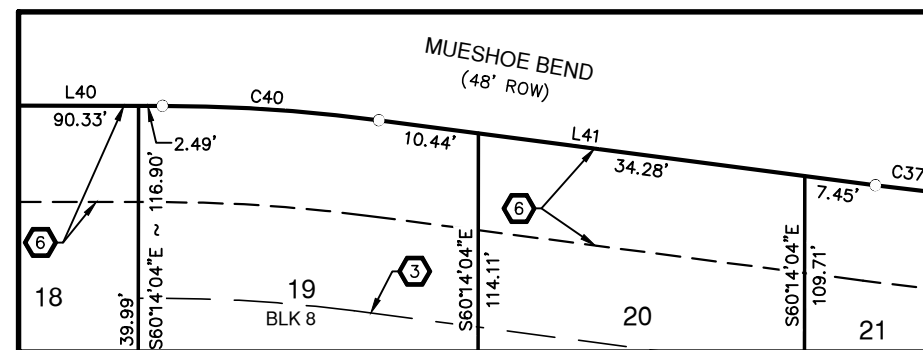 MUESHOE BEND
(48' ROW)
L40
C40
90.33'
2.49'
10.44'
L41
34.28'
C37
7.45'
6
6
3
S60°14'04"E ~ 116.90'
39.99'
S60°14'04"E
114.11'
S60°14'04"E
109.71'
18
19
BLK 8
20
21